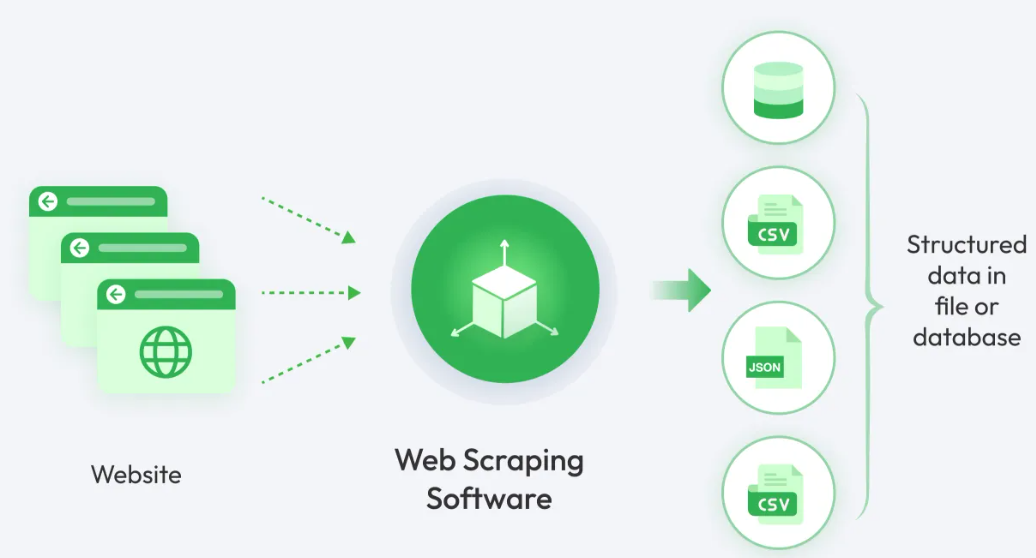 Website
Web Scraping
Software
CSV
JSON
CSV
Structured
data in
file or
database